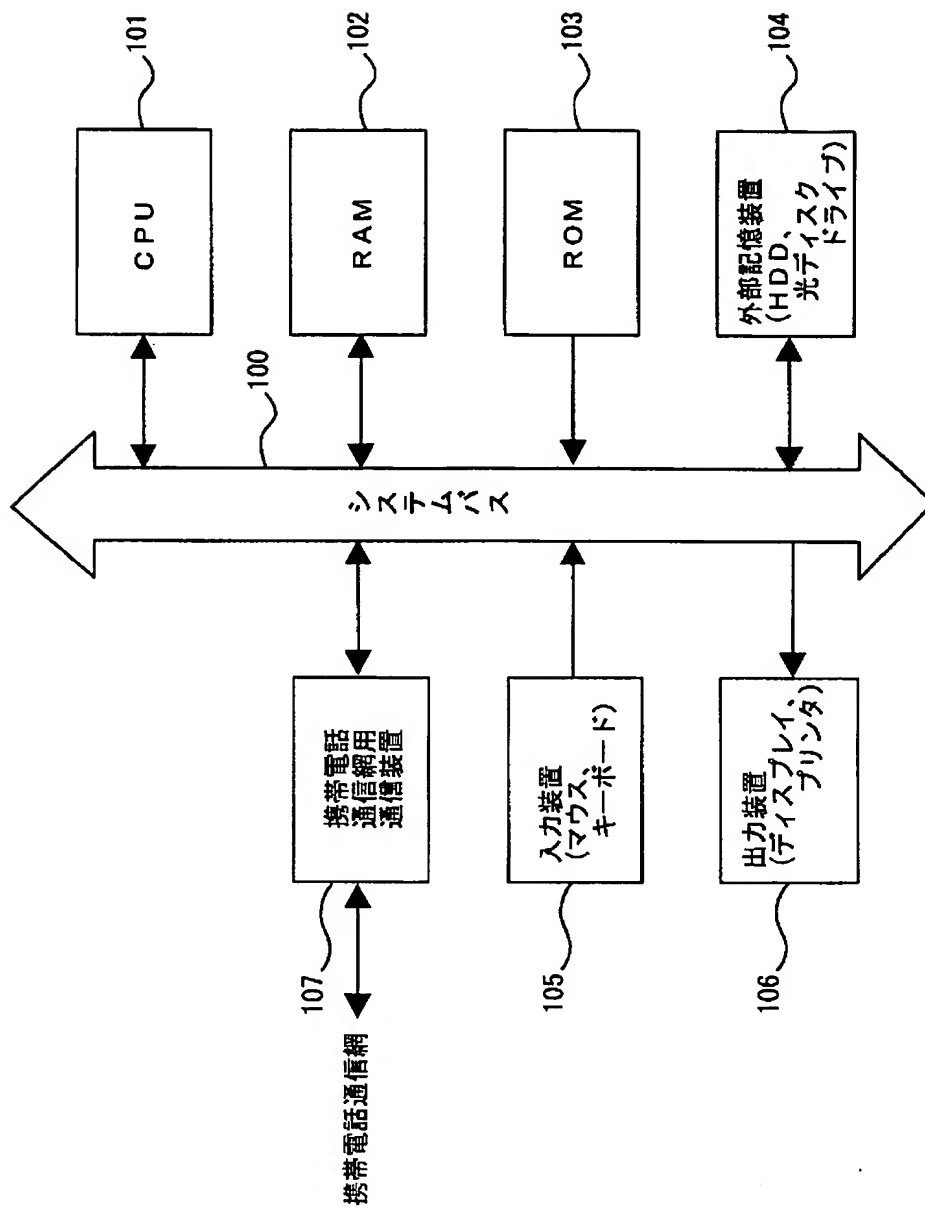 101
CPU
102
RAM
103
ROM
104
外部記憶装置
(HDD、
光ディスク
ドライブ)
100
システムバス
携帯電話
通信網用
通信装置
107
携帯電話通信網
入力装置
(マウス、
キーボード)
105
出力装置
(ディスプレイ、
プリンタ)
106